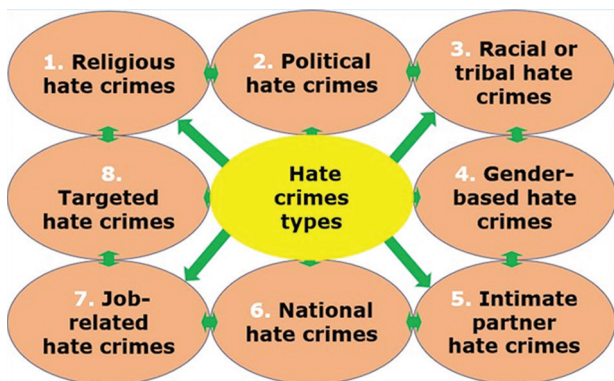 1. Religious
hate crimes
2. Political
hate crimes
3. Racial or
tribal hate
crimes
8.
Targeted
hate crimes
Hate
crimes
types
4. Gender-
based hate
crimes
7. Job-
related
hate crimes
6. National
hate crimes
5. Intimate
partner
hate crimes